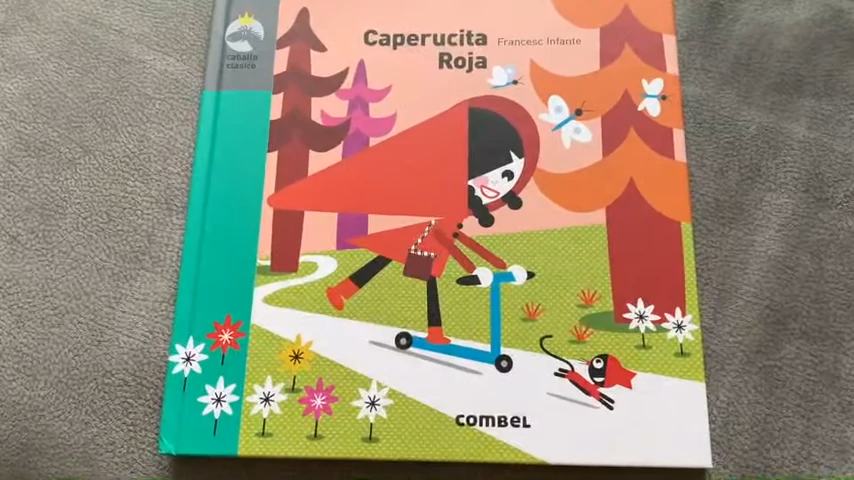 caballo
clásico
Caperucita
Roja
Francesc Infante
COMBEL